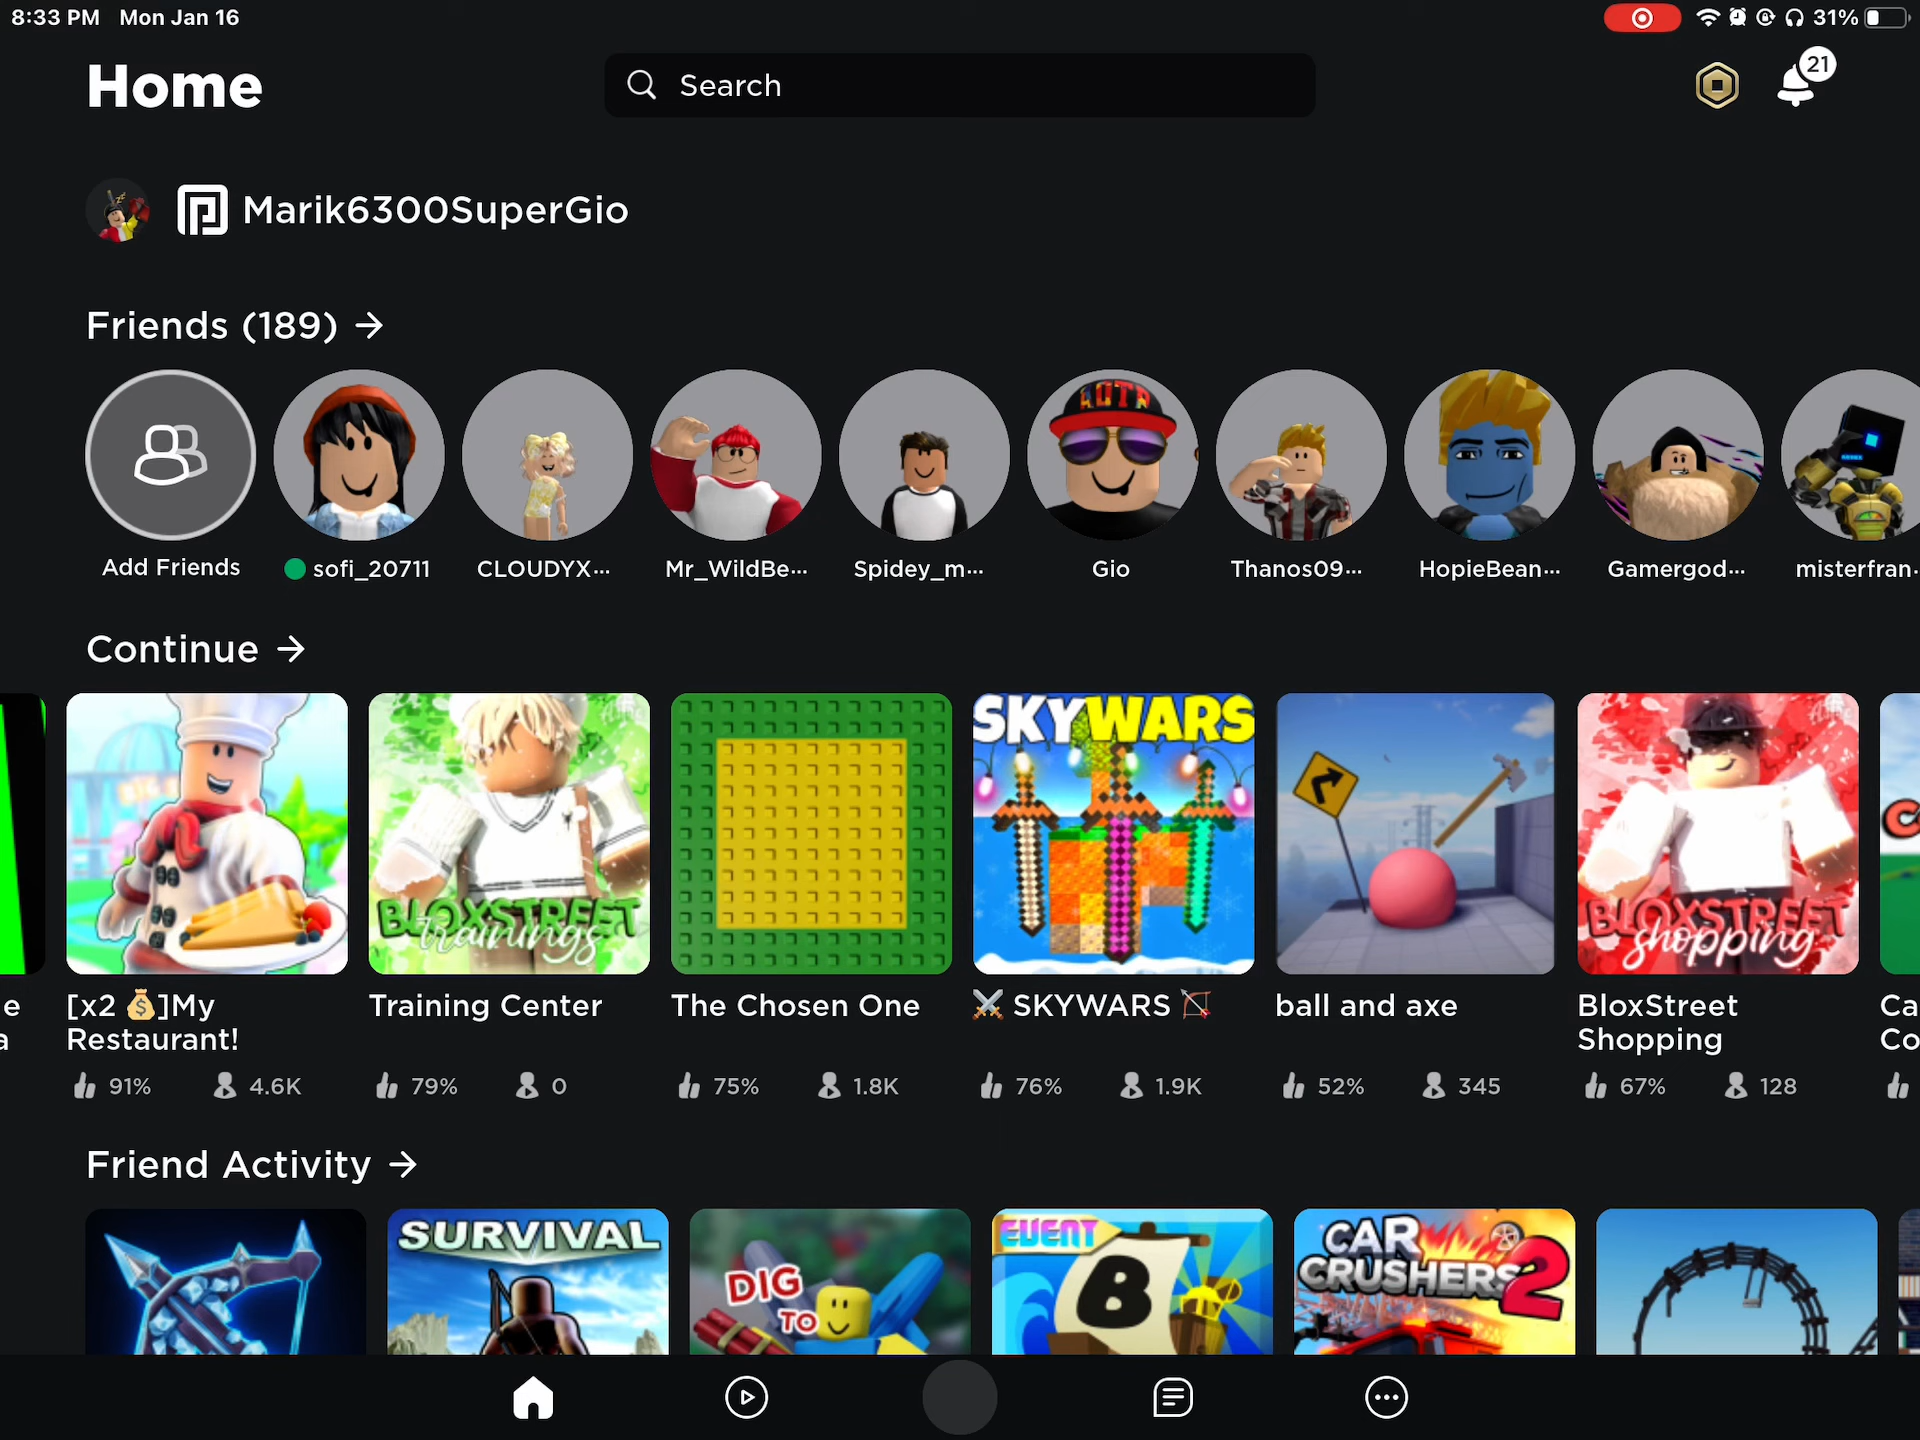 8:33 PM Mon Jan 16
31%
Home
Search
21
Marik6300SuperGio
Friends (189) →
Add Friends
sofi_20711
CLOUDYX...
Mr_WildBe...
Spidey_m...
Gio
Thanos09...
HopieBean...
Gamergod...
misterfran.
Continue →
BLOXSTREET
trainings
SKYWARS
BLOXSTREET
shopping
e
a
[x2 💰]My
Restaurant!
Training Center
The Chosen One
⚔️ SKYWARS 🏹
ball and axe
BloxStreet
Shopping
Ca
Co
91% 4.6K
79% 0
75% 1.8K
76% 1.9K
52% 345
67% 128
Friend Activity →
SURVIVAL
DIG
TO
EVENT
B
CAR
CRUSHERS 2